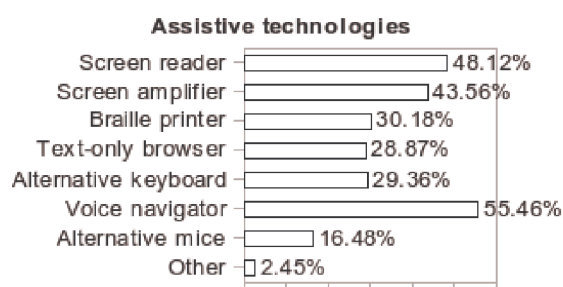 Assistive technologies
Screen reader 48.12%
Screen amplifier 43.56%
Braille printer 30.18%
Text-only browser 28.87%
Alternative keyboard 29.36%
Voice navigator 55.46%
Alternative mice 16.48%
Other 2.45%